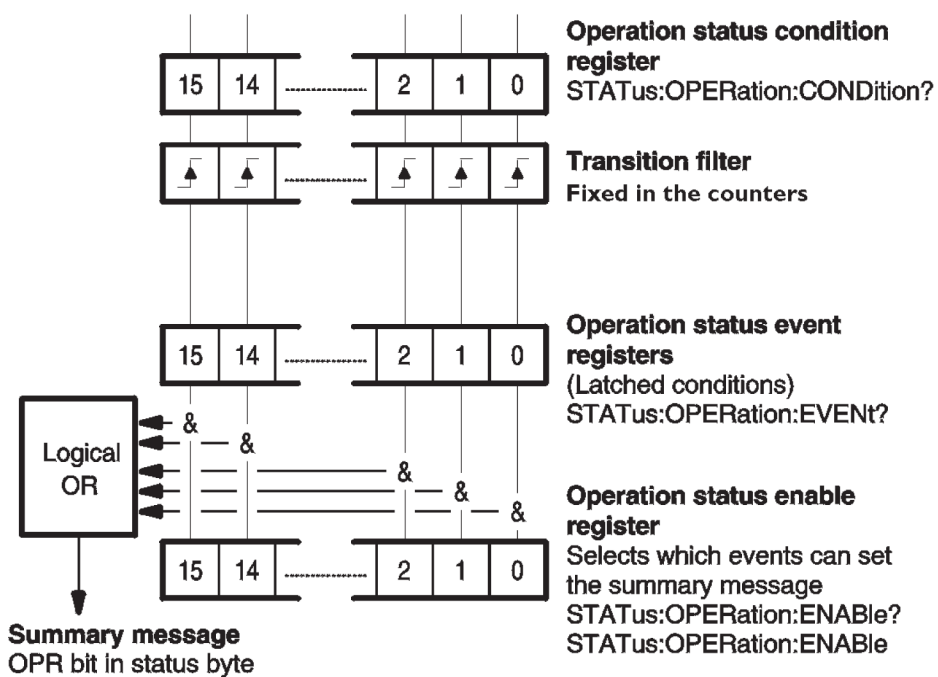 Operation status condition
register
STATus:OPERation:CONDition?
15 14 2 1 0
Transition filter
Fixed in the counters
Operation status event
registers
(Latched conditions)
STATus:OPERation:EVENt?
15 14 2 1 0
Logical
OR
&
&
&
&
&
Operation status enable
register
Selects which events can set
the summary message
STATus:OPERation:ENABle?
STATus:OPERation:ENABle
15 14 2 1 0
Summary message
OPR bit in status byte